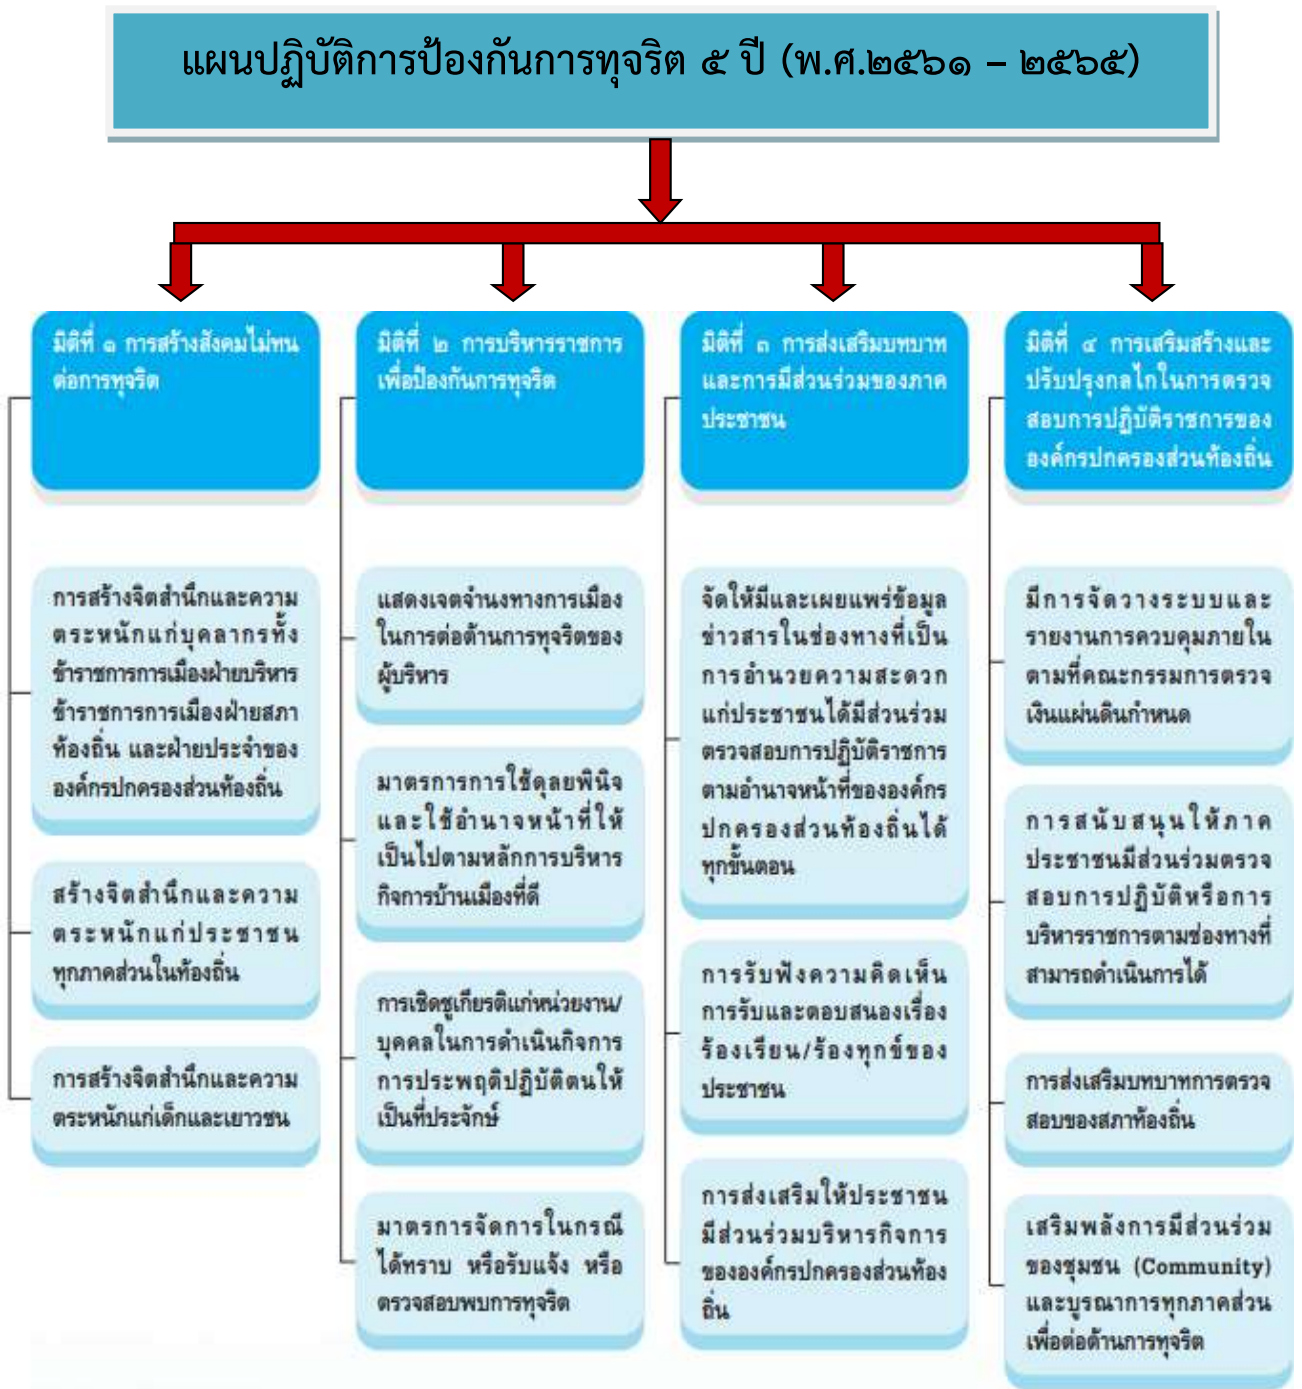 แผนปฏิบัติการป้องกันการทุจริต ๕ ปี (พ.ศ.๒๕๖๑ – ๒๕๖๕)
มิติที่ ๑ การสร้างสังคมไม่ทน
ต่อการทุจริต
การสร้างจิตสำนึกและความ
ตระหนักแก่บุคลากรทั้ง
ข้าราชการการเมืองฝ่ายบริหาร
ข้าราชการการเมืองฝ่ายสภา
ท้องถิ่น และฝ่ายประจำของ
องค์กรปกครองส่วนท้องถิ่น
สร้างจิตสำนึกและความ
ตระหนักแก่ประชาชน
ทุกภาคส่วนในท้องถิ่น
การสร้างจิตสำนึกและความ
ตระหนักแก่เด็กและเยาวชน
มิติที่ ๒ การบริหารราชการ
เพื่อป้องกันการทุจริต
แสดงเจตจำนงทางการเมือง
ในการต่อต้านการทุจริตของ
ผู้บริหาร
มาตรการการใช้ดุลยพินิจ
และใช้อำนาจหน้าที่ให้
เป็นไปตามหลักการบริหาร
กิจการบ้านเมืองที่ดี
การเชิดชูเกียรติแก่หน่วยงาน/
บุคคลในการดำเนินกิจการ
การประพฤติปฏิบัติตนให้
เป็นที่ประจักษ์
มาตรการจัดการในกรณี
ได้ทราบ หรือรับแจ้ง หรือ
ตรวจสอบพบการทุจริต
มิติที่ ๓ การส่งเสริมบทบาท
และการมีส่วนร่วมของภาค
ประชาชน
จัดให้มีและเผยแพร่ข้อมูล
ข่าวสารในช่องทางที่เป็น
การอำนวยความสะดวก
แก่ประชาชนได้มีส่วนร่วม
ตรวจสอบการปฏิบัติราชการ
ตามอำนาจหน้าที่ขององค์กร
ปกครองส่วนท้องถิ่นได้
ทุกขั้นตอน
การรับฟังความคิดเห็น
การรับและตอบสนองเรื่อง
ร้องเรียน/ร้องทุกข์ของ
ประชาชน
การส่งเสริมให้ประชาชน
มีส่วนร่วมบริหารกิจการ
ขององค์กรปกครองส่วนท้อง
ถิ่น
มิติที่ ๔ การเสริมสร้างและ
ปรับปรุงกลไกในการตรวจ
สอบการปฏิบัติราชการของ
องค์กรปกครองส่วนท้องถิ่น
มีการจัดวางระบบและ
รายงานการควบคุมภายใน
ตามที่คณะกรรมการตรวจ
เงินแผ่นดินกำหนด
การสนับสนุนให้ภาค
ประชาชนมีส่วนร่วมตรวจ
สอบการปฏิบัติหรือการ
บริหารราชการตามช่องทางที่
สามารถดำเนินการได้
การส่งเสริมบทบาทการตรวจ
สอบของสภาท้องถิ่น
เสริมพลังการมีส่วนร่วม
ของชุมชน (Community)
และบูรณาการทุกภาคส่วน
เพื่อต่อต้านการทุจริต